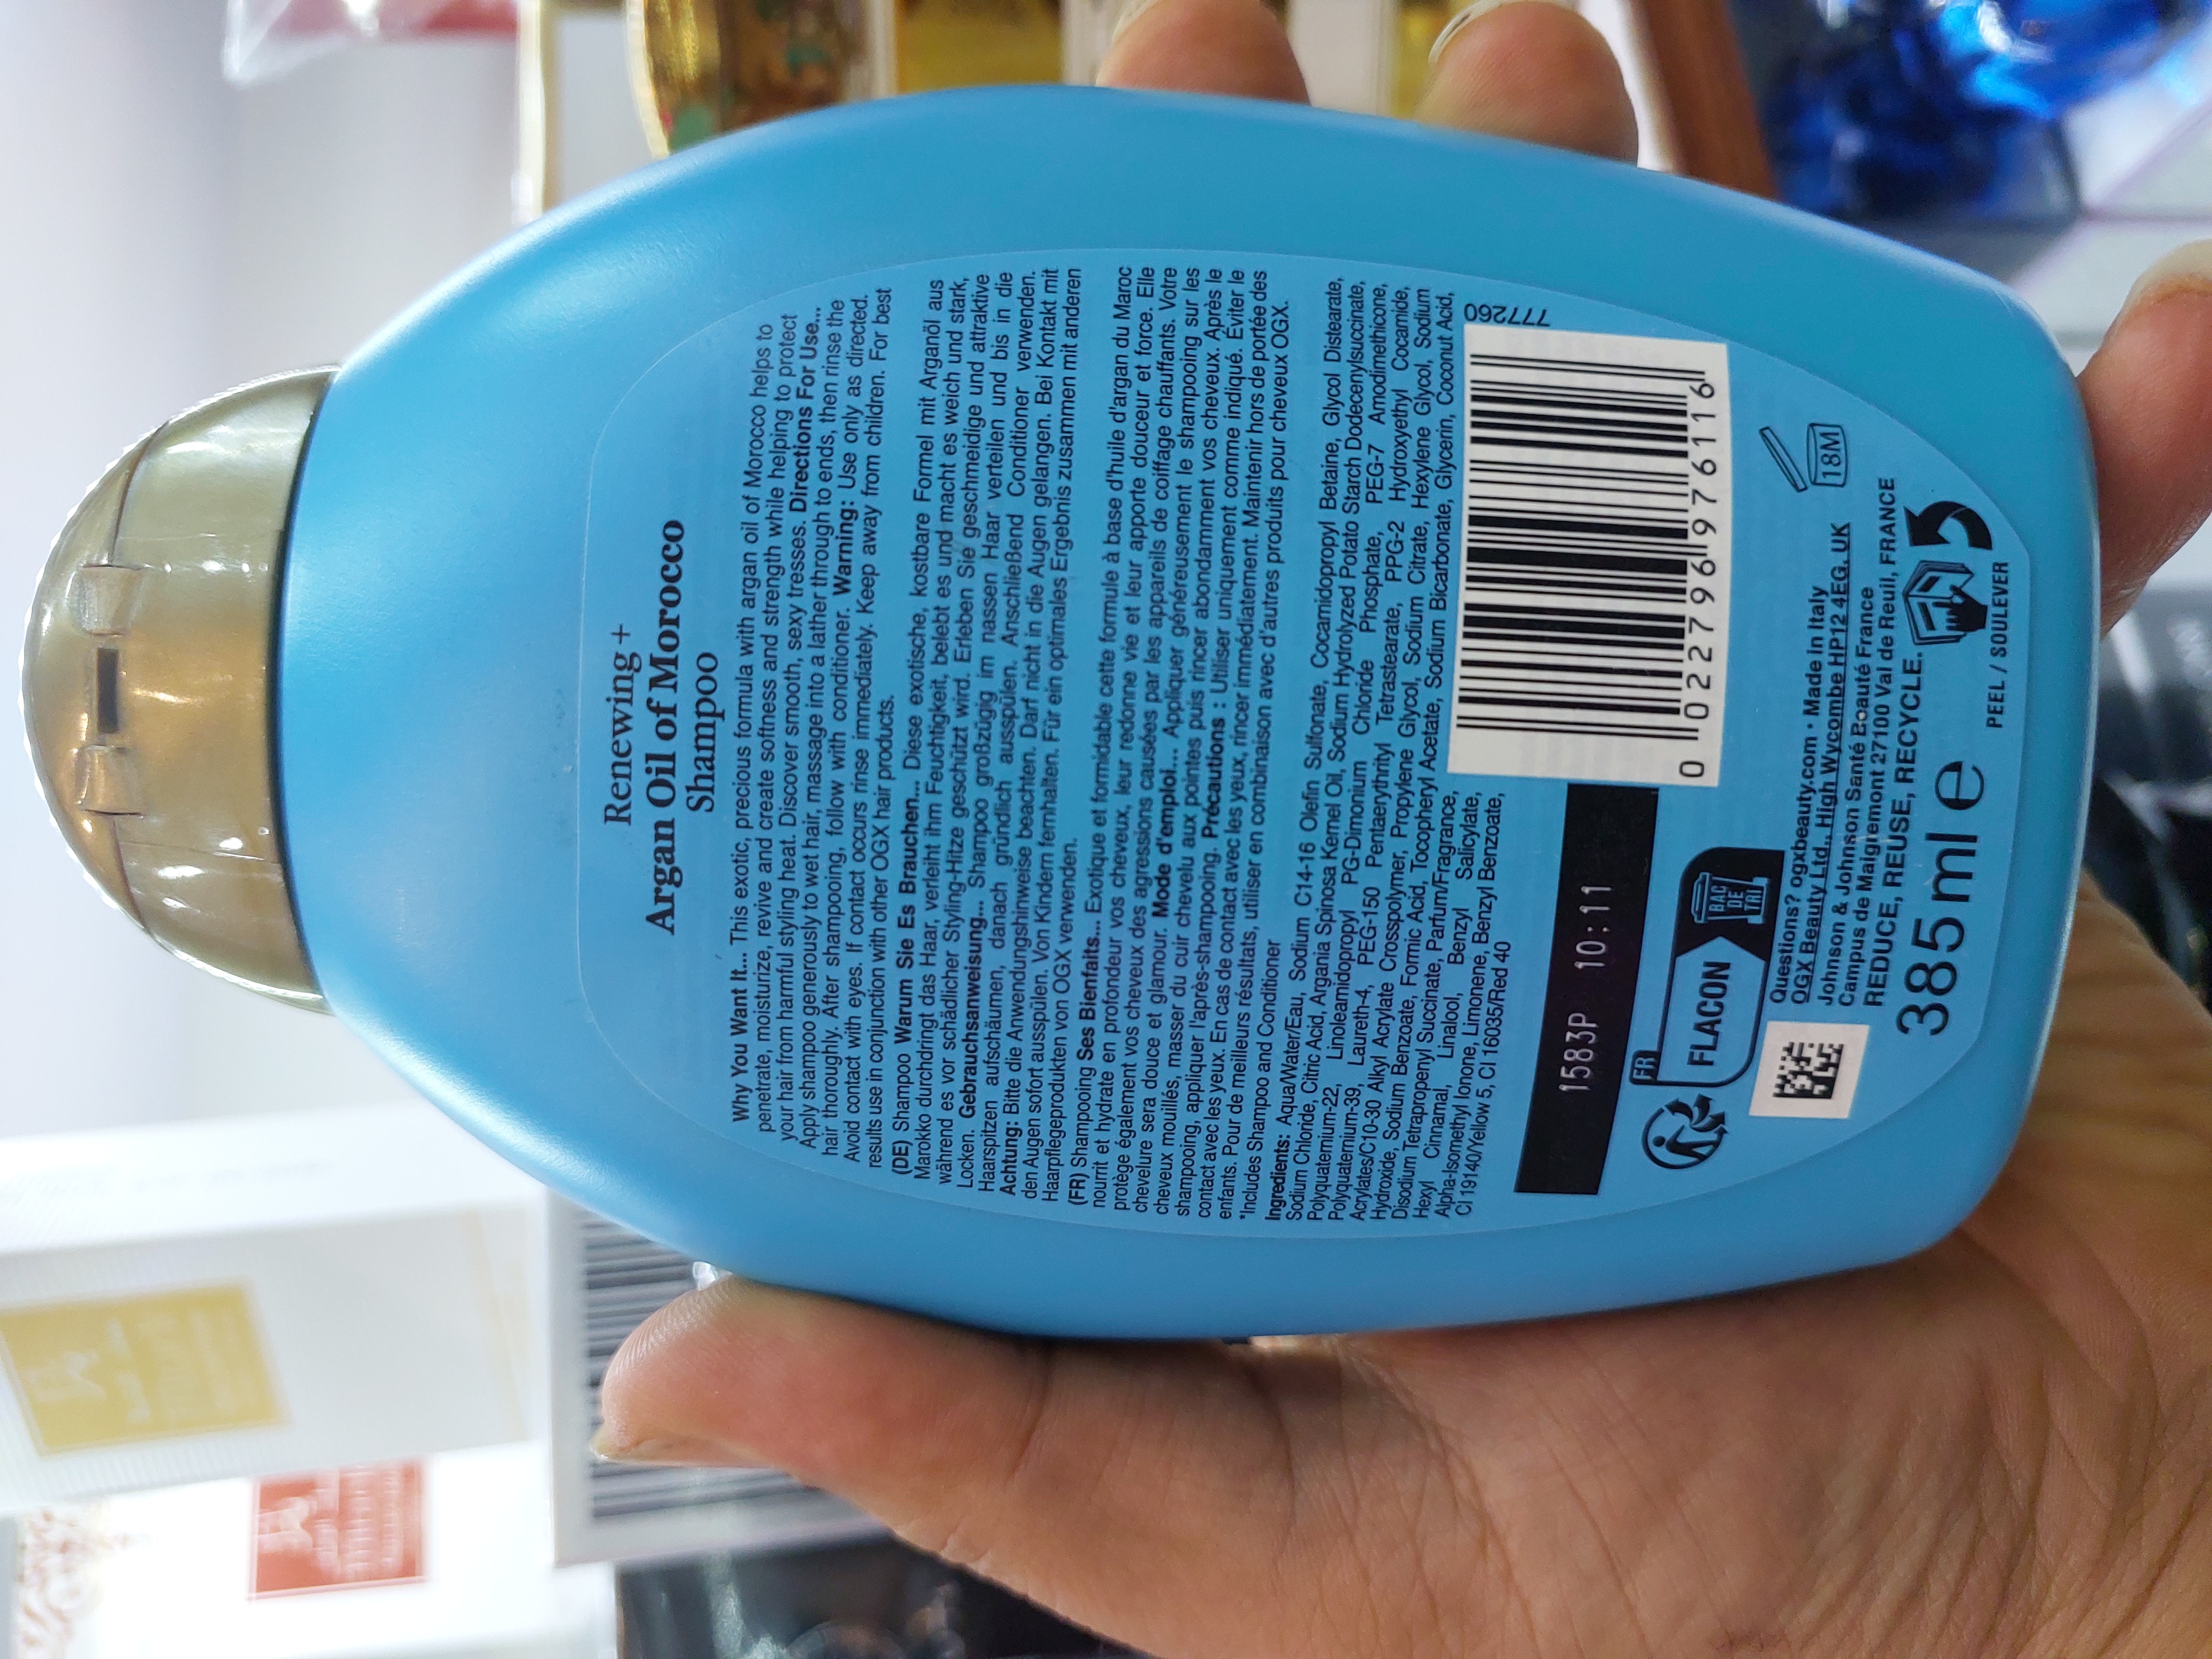 Renewing +
Argan Oil of Morocco
Shampoo
Why You Want It... This exotic, precious formula with argan oil of Morocco helps to
penetrate, moisturize, revive and create softness and strength while helping to protect
your hair from harmful styling heat. Discover smooth, sexy tresses. Directions For Use...
Apply shampoo generously to wet hair, massage into a lather through to ends, then rinse the
hair thoroughly. After shampooing, follow with conditioner. Warning: Use only as directed.
Avoid contact with eyes. If contact occurs rinse immediately. Keep away from children. For best
results use in conjunction with other OGX hair products.
(DE) Shampoo Warum Sie Es Brauchen... Diese exotische, kostbare Formel mit Arganöl aus
Marokko durchdringt das Haar, verleiht ihm Feuchtigkeit, belebt es und macht es weich und stark,
während es vor schädlicher Styling-Hitze geschützt wird. Erleben Sie geschmeidige und attraktive
Locken. Gebrauchsanweisung... Shampoo großzügig im nassen Haar verteilen und bis in die
Haarspitzen aufschäumen, danach gründlich ausspülen. Anschließend Conditioner verwenden.
Achtung: Bitte die Anwendungshinweise beachten. Darf nicht in die Augen gelangen. Bei Kontakt mit
den Augen sofort ausspülen. Von Kindern fernhalten. Für ein optimales Ergebnis zusammen mit anderen
Haarpflegeprodukten von OGX verwenden.
(FR) Shampooing Ses Bienfaits... Exotique et formidable cette formule à base d'huile d'argan du Maroc
nourrit et hydrate en profondeur vos cheveux, leur redonne vie et leur apporte douceur et force. Elle
protège également vos cheveux des agressions causées par les appareils de coiffage chauffants. Votre
chevelure sera douce et glamour. Mode d'emploi... Appliquer généreusement le shampooing sur les
cheveux mouillés, masser du cuir chevelu aux pointes puis rincer abondamment vos cheveux. Après le
shampooing, appliquer l'après-shampooing. Précautions : Utiliser uniquement comme indiqué. Éviter le
contact avec les yeux. En cas de contact avec les yeux, rincer immédiatement. Maintenir hors de portée des
enfants. Pour de meilleurs résultats, utiliser en combinaison avec d'autres produits pour cheveux OGX.
*Includes Shampoo and Conditioner
Ingredients: Aqua/Water/Eau, Sodium C14-16 Olefin Sulfonate, Cocamidopropyl Betaine, Glycol Distearate,
Sodium Chloride, Citric Acid, Argania Spinosa Kernel Oil, Sodium Hydrolyzed Potato Starch Dodecenylsuccinate,
Polyquaternium-22, Linoleamidopropyl PG-Dimonium Chloride Phosphate, PEG-7 Amodimethicone,
Polyquaternium-39, Laureth-4, PEG-150 Pentaerythrityl Tetrastearate, PPG-2 Hydroxyethyl Cocamide,
Acrylates/C10-30 Alkyl Acrylate Crosspolymer, Propylene Glycol, Sodium Citrate, Hexylene Glycol, Sodium
Hydroxide, Sodium Benzoate, Formic Acid, Tocopheryl Acetate, Sodium Bicarbonate, Glycerin, Coconut Acid,
Disodium Tetrapropenyl Succinate, Parfum/Fragrance,
Hexyl Cinnamal, Linalool, Benzyl Salicylate,
Alpha-Isomethyl Ionone, Limonene, Benzyl Benzoate,
CI 19140/Yellow 5, CI 16035/Red 40
777260
0 022796 976116
1583P 10:11
FR
FLACON
BAC
DE
TRI
18M
Questions? ogxbeauty.com • Made in Italy
OGX Beauty Ltd., High Wycombe HP12 4EG, UK
Johnson & Johnson Santé Beauté France
Campus de Maigremont 27100 Val de Reuil, FRANCE
REDUCE, REUSE, RECYCLE.
385 ml e
PEEL / SOULEVER